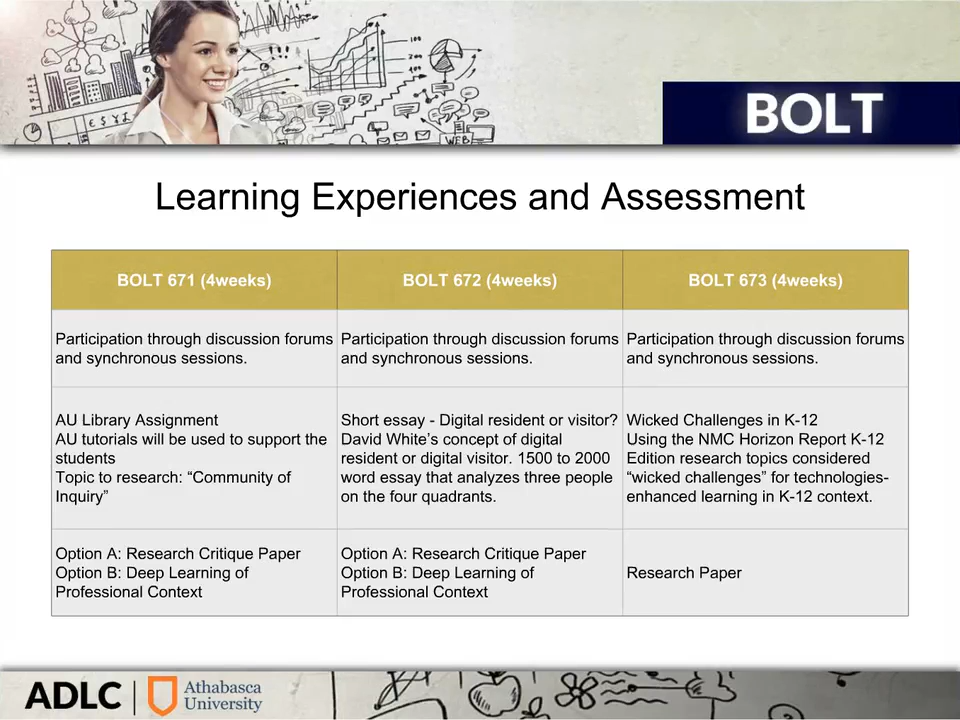 BOLT
100
200
400
€ $ ¥
WEB
Learning Experiences and Assessment
BOLT 671 (4weeks)
BOLT 672 (4weeks)
BOLT 673 (4weeks)
Participation through discussion forums
and synchronous sessions.
Participation through discussion forums
and synchronous sessions.
Participation through discussion forums
and synchronous sessions.
AU Library Assignment
AU tutorials will be used to support the
students
Topic to research: “Community of
Inquiry”
Short essay - Digital resident or visitor?
David White’s concept of digital
resident or digital visitor. 1500 to 2000
word essay that analyzes three people
on the four quadrants.
Wicked Challenges in K-12
Using the NMC Horizon Report K-12
Edition research topics considered
“wicked challenges” for technologies-
enhanced learning in K-12 context.
Option A: Research Critique Paper
Option B: Deep Learning of
Professional Context
Option A: Research Critique Paper
Option B: Deep Learning of
Professional Context
Research Paper
ADLC
Athabasca
University